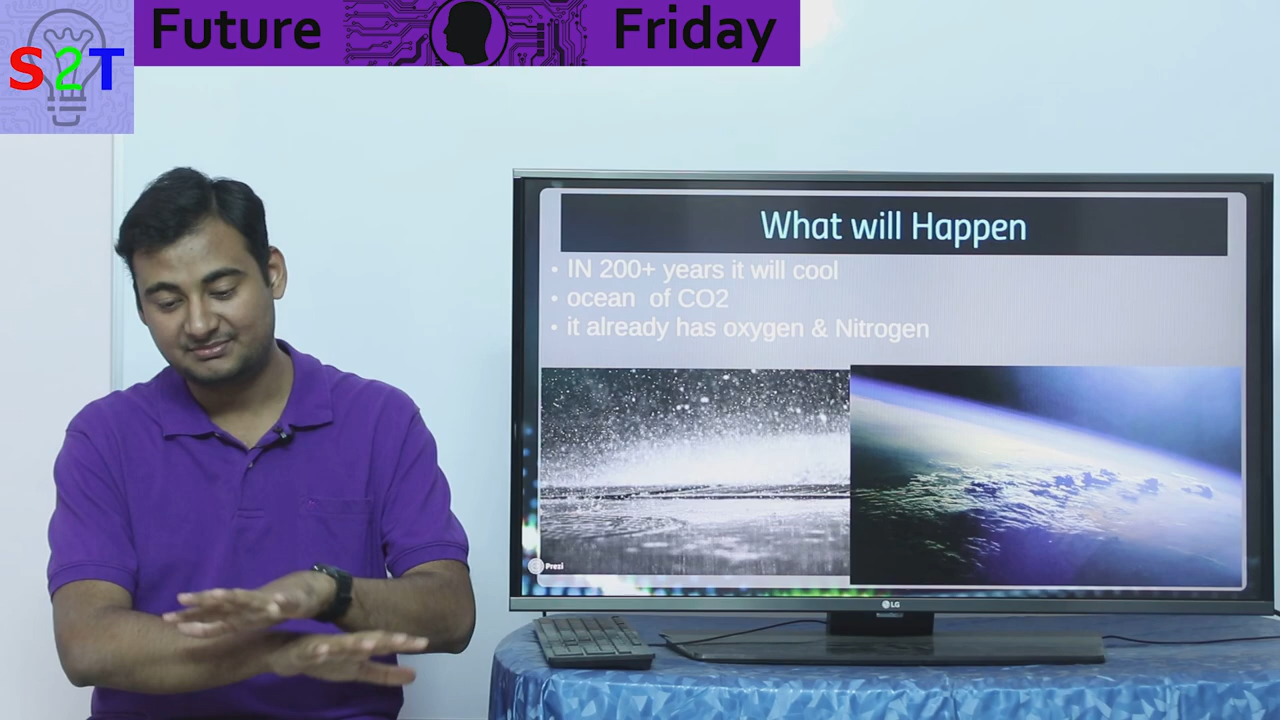 Future Friday
S2T
What will Happen
• IN 200+ years it will cool
• ocean of CO2
• it already has oxygen & Nitrogen
Prezi
LG